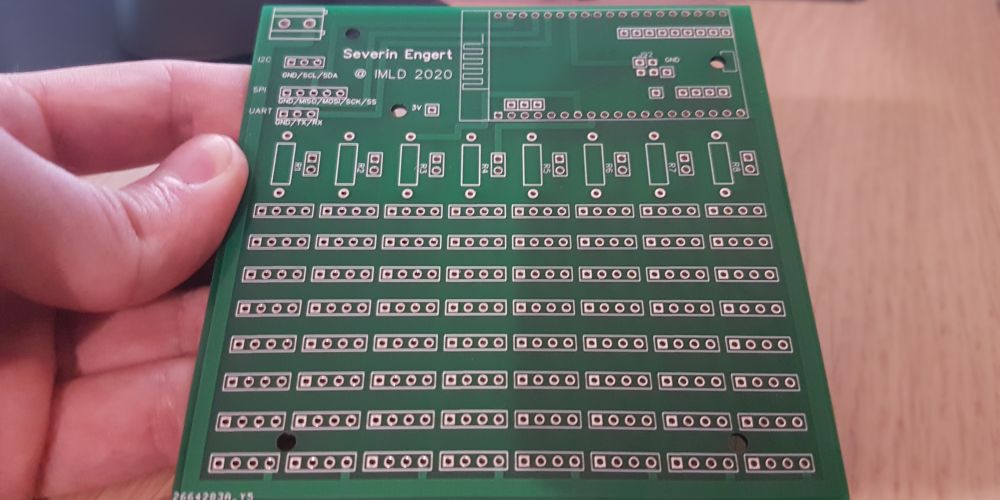 Severin Engert
@ IMLD 2020
I2C
GND/SCL/SDA
SPI
GND/MISO/MOSI/SCK/SS
UART
GND/TX/RX
3V
GND
R1
R2
R3
R4
R5
R6
R7
R8
2664283A_Y5